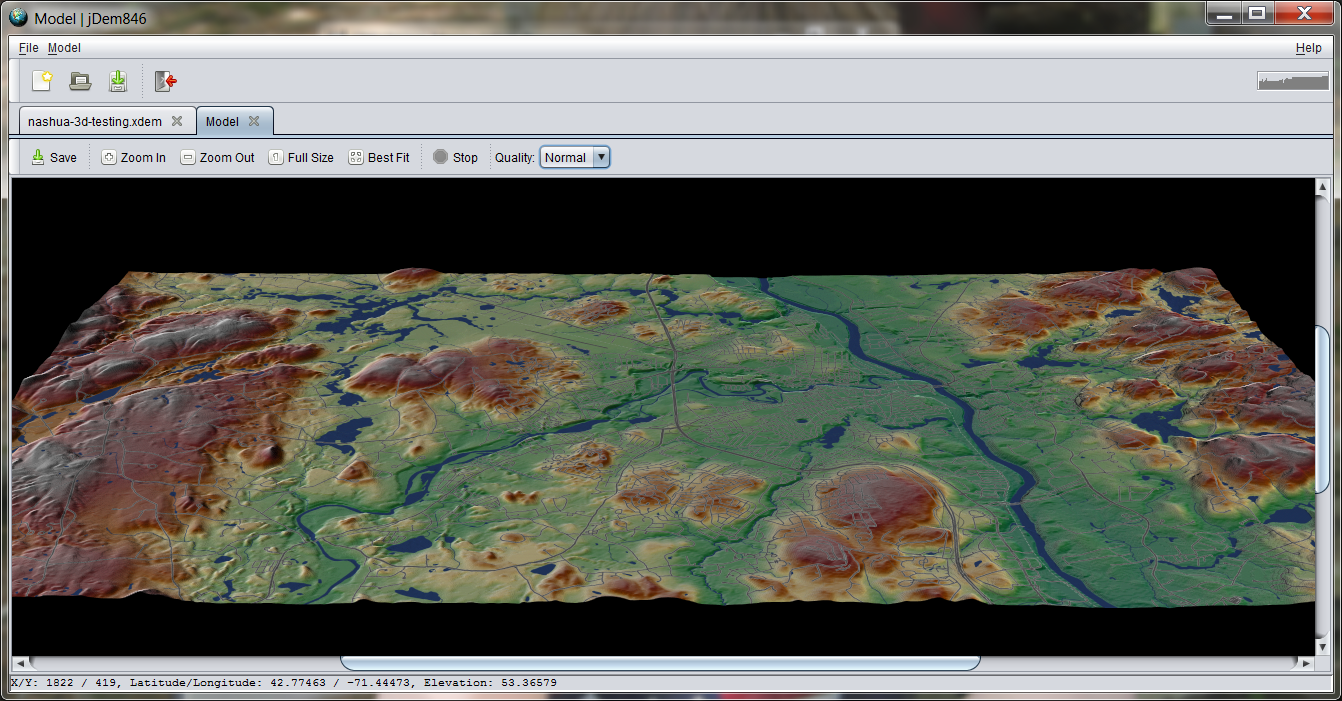 Model | jDem846
File Model Help
nashua-3d-testing.xdem Model
Save Zoom In Zoom Out Full Size Best Fit Stop Quality: Normal
X/Y: 1822 / 419, Latitude/Longitude: 42.77463 / -71.44473, Elevation: 53.36579